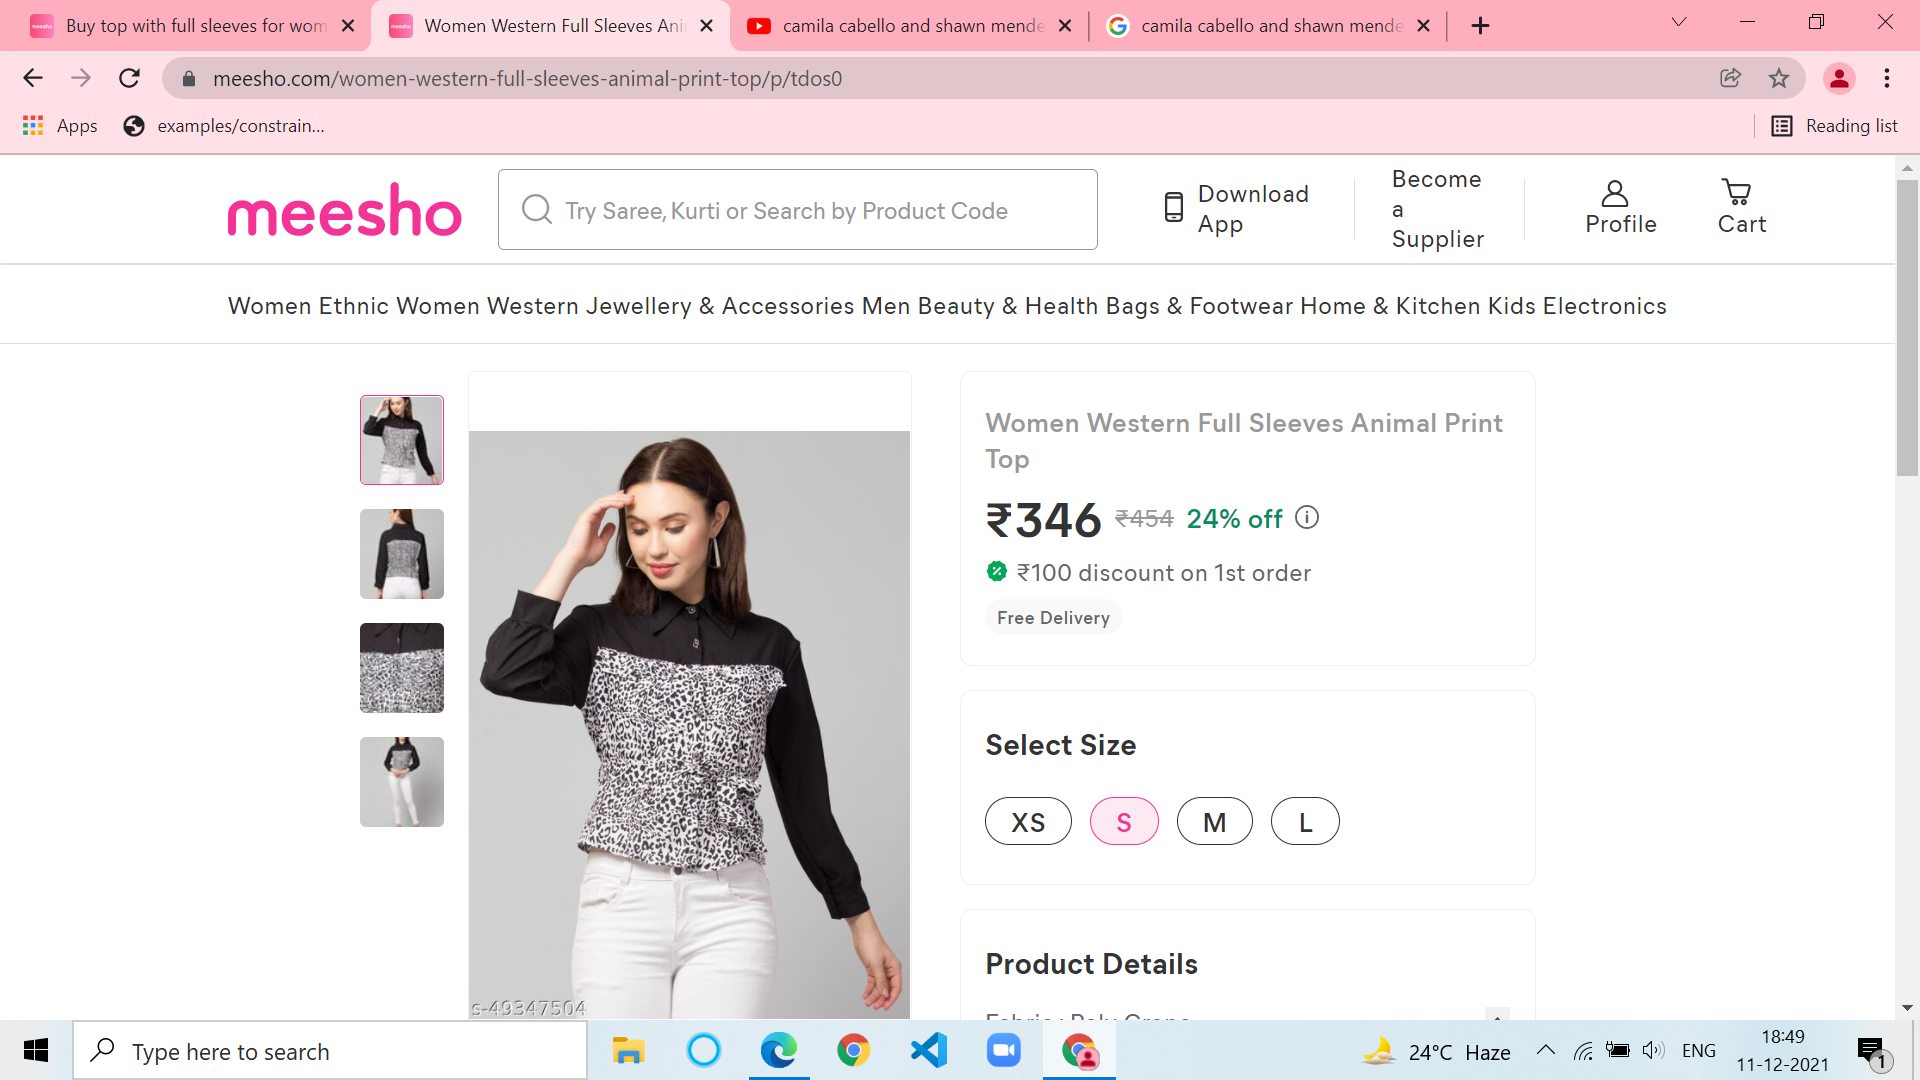 Buy top with full sleeves for wom
Women Western Full Sleeves Ani
camila cabello and shawn mende
camila cabello and shawn mende
meesho.com/women-western-full-sleeves-animal-print-top/p/tdos0
Apps
examples/constrain...
Reading list
meesho
Try Saree, Kurti or Search by Product Code
Download
App
Become
a
Supplier
Profile
Cart
Women Ethnic Women Western Jewellery & Accessories Men Beauty & Health Bags & Footwear Home & Kitchen Kids Electronics
Women Western Full Sleeves Animal Print
Top
₹346 ₹454 24% off
₹100 discount on 1st order
Free Delivery
Select Size
XS S M L
Product Details
s-49347504
Type here to search
24°C Haze
ENG
18:49
11-12-2021
1